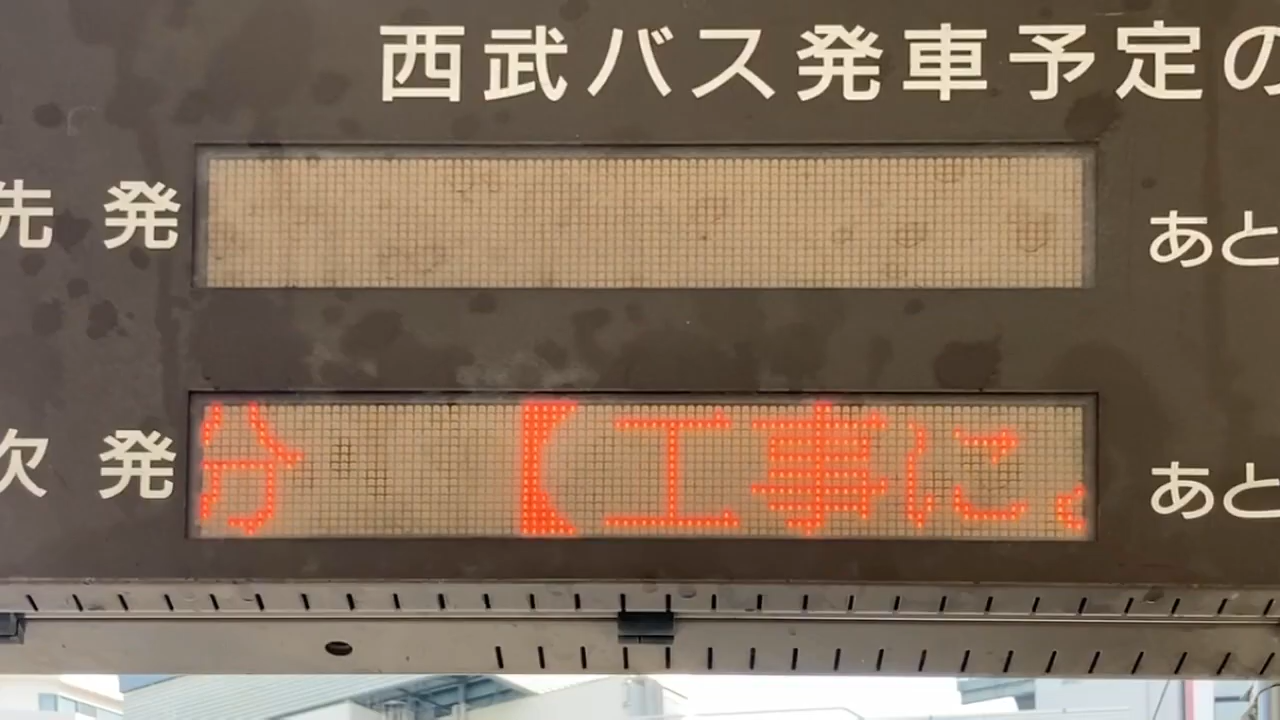 西武バス発車予定の
先発 あと
分 【工事に
次発 あと